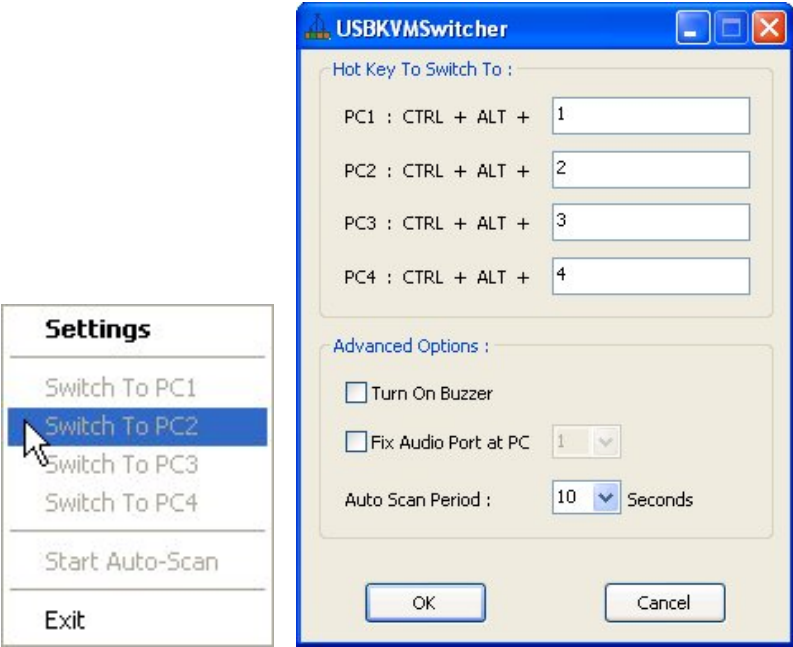 Settings
Switch To PC1
Switch To PC2
Switch To PC3
Switch To PC4
Start Auto-Scan
Exit
USBKVMSwitcher
Hot Key To Switch To :
PC1 : CTRL + ALT + 1
PC2 : CTRL + ALT + 2
PC3 : CTRL + ALT + 3
PC4 : CTRL + ALT + 4
Advanced Options :
Turn On Buzzer
Fix Audio Port at PC 1
Auto Scan Period : 10 Seconds
OK Cancel